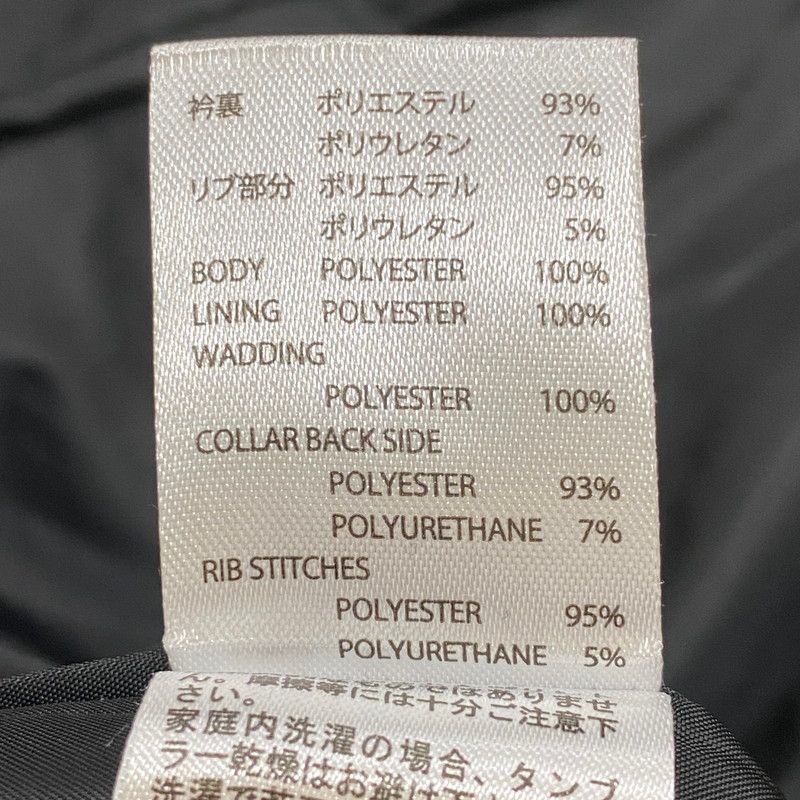 衿裏 ポリエステル 93%
ポリウレタン 7%
リブ部分 ポリエステル 95%
ポリウレタン 5%
BODY POLYESTER 100%
LINING POLYESTER 100%
WADDING
POLYESTER 100%
COLLAR BACK SIDE
POLYESTER 93%
POLYURETHANE 7%
RIB STITCHES
POLYESTER 95%
POLYURETHANE 5%
ん。摩擦等には十分ご注意下
さい。
家庭内洗濯の場合、タンブ
ラー乾燥はお避け下